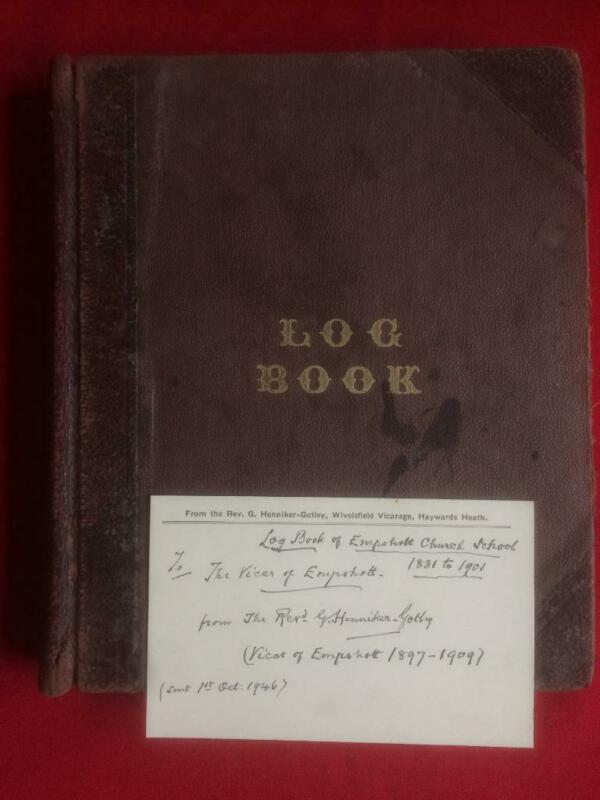 LOG
BOOK
From the Rev. G. Henniker-Gotley, Wivelsfield Vicarage, Haywards Heath.
Log Book of Empshott Church School
1881 to 1901
To The Vicar of Empshott.
from The Revd G. Henniker-Gotley
(Vicar of Empshott 1897-1909)
(Sent 1st Oct: 1946)